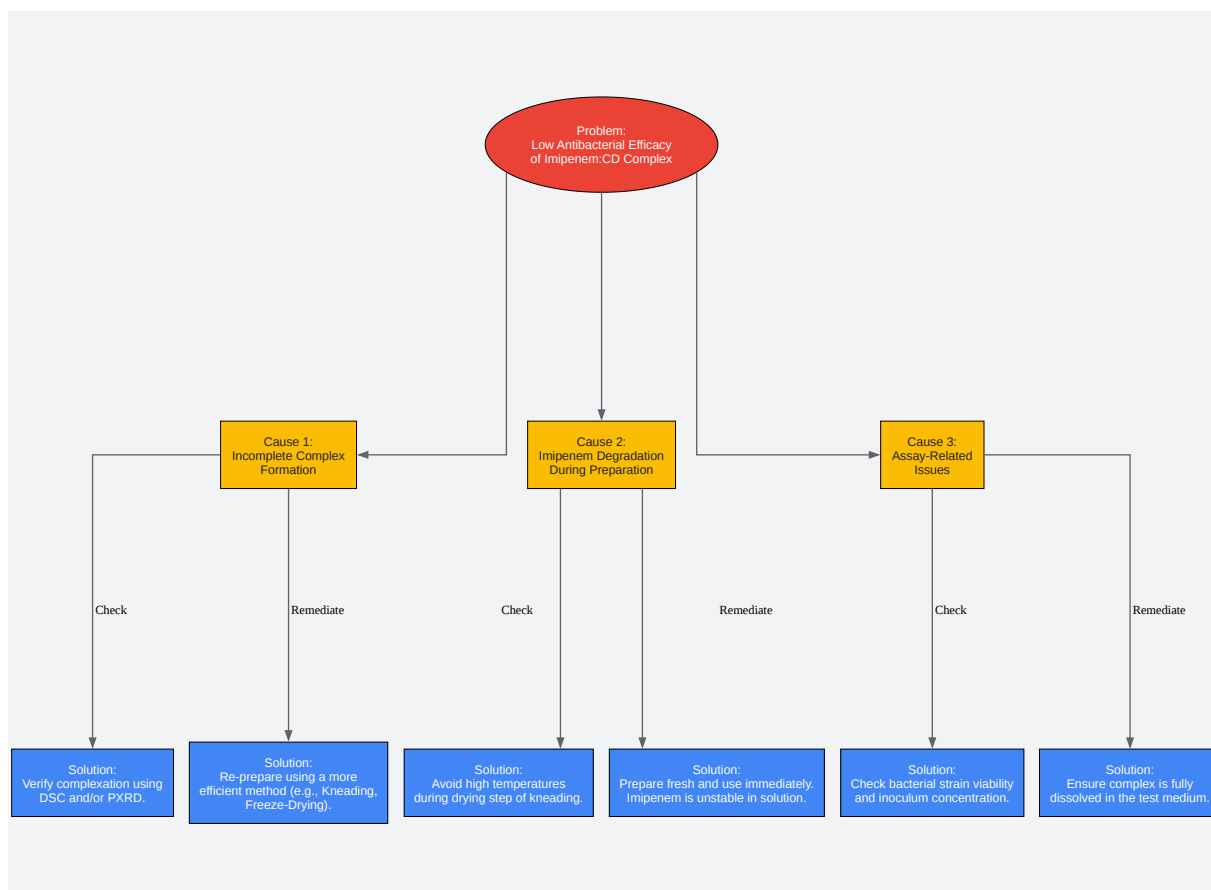 Problem:
Low Antibacterial Efficacy
of Imipenem:CD Complex
Cause 1:
Incomplete Complex
Formation
Cause 2:
Imipenem Degradation
During Preparation
Cause 3:
Assay-Related
Issues
Check
Remediate
Check
Remediate
Check
Remediate
Solution:
Verify complexation using
DSC and/or PXRD.
Solution:
Re-prepare using a more
efficient method (e.g., Kneading,
Freeze-Drying).
Solution:
Avoid high temperatures
during drying step of kneading.
Solution:
Prepare fresh and use immediately.
Imipenem is unstable in solution.
Solution:
Check bacterial strain viability
and inoculum concentration.
Solution:
Ensure complex is fully
dissolved in the test medium.